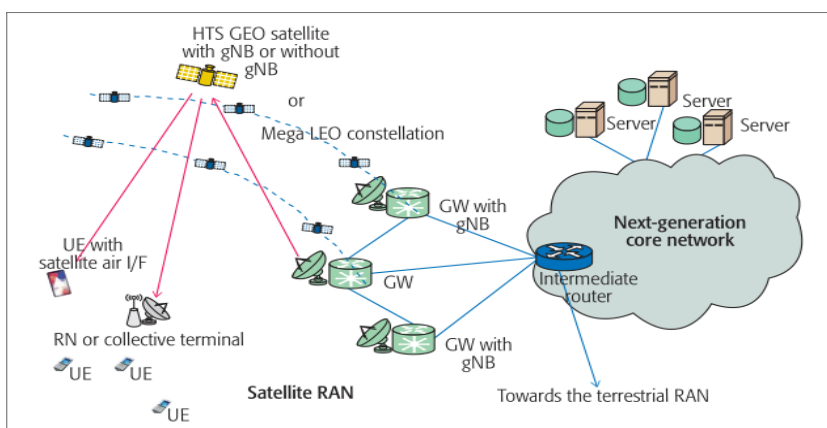 HTS GEO satellite
with gNB or without
gNB
or
Mega LEO constellation
Server
Server
Server
GW with
gNB
Next-generation
core network
UE with
satellite air I/F
GW
Intermediate
router
RN or collective terminal
GW with
gNB
UE
UE
UE
Satellite RAN
Towards the terrestrial RAN